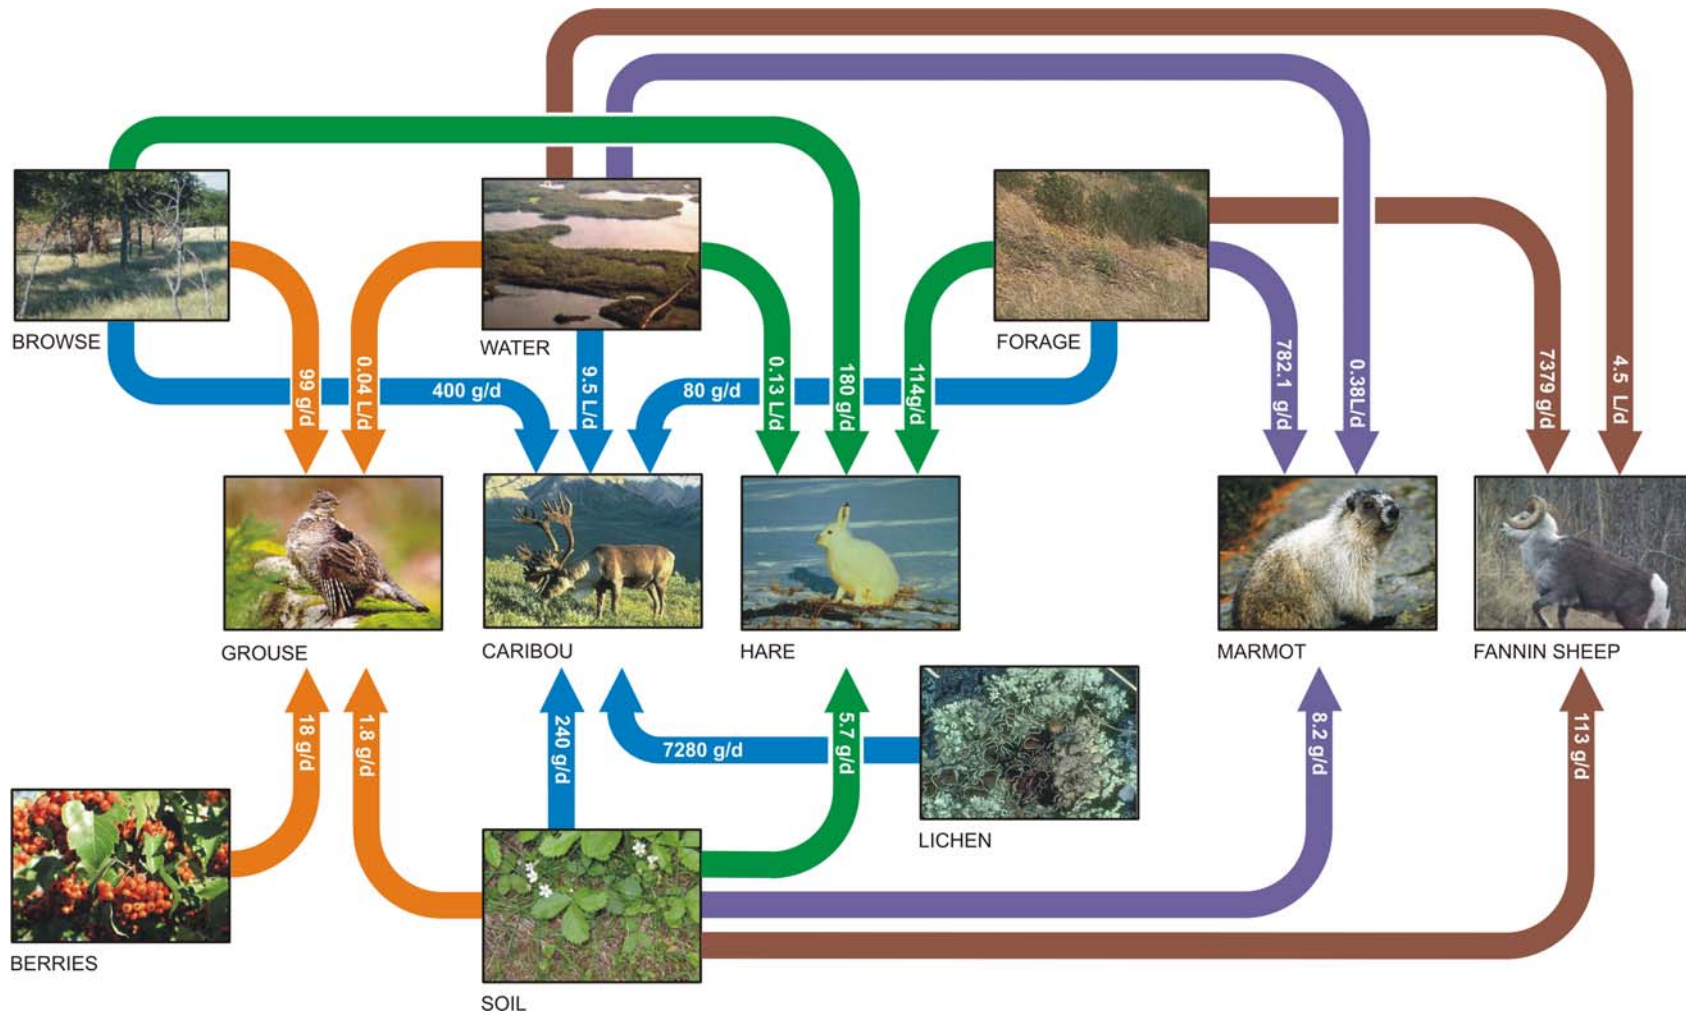 BROWSE
WATER
FORAGE
99 g/d
0.04 L/d
400 g/d
9.5 L/d
80 g/d
0.13 L/d
180 g/d
114g/d
782.1 g/d
0.38L/d
7379 g/d
4.5 L/d
GROUSE
CARIBOU
HARE
MARMOT
FANNIN SHEEP
18 g/d
1.8 g/d
240 g/d
7280 g/d
5.7 g/d
8.2 g/d
113 g/d
LICHEN
BERRIES
SOIL